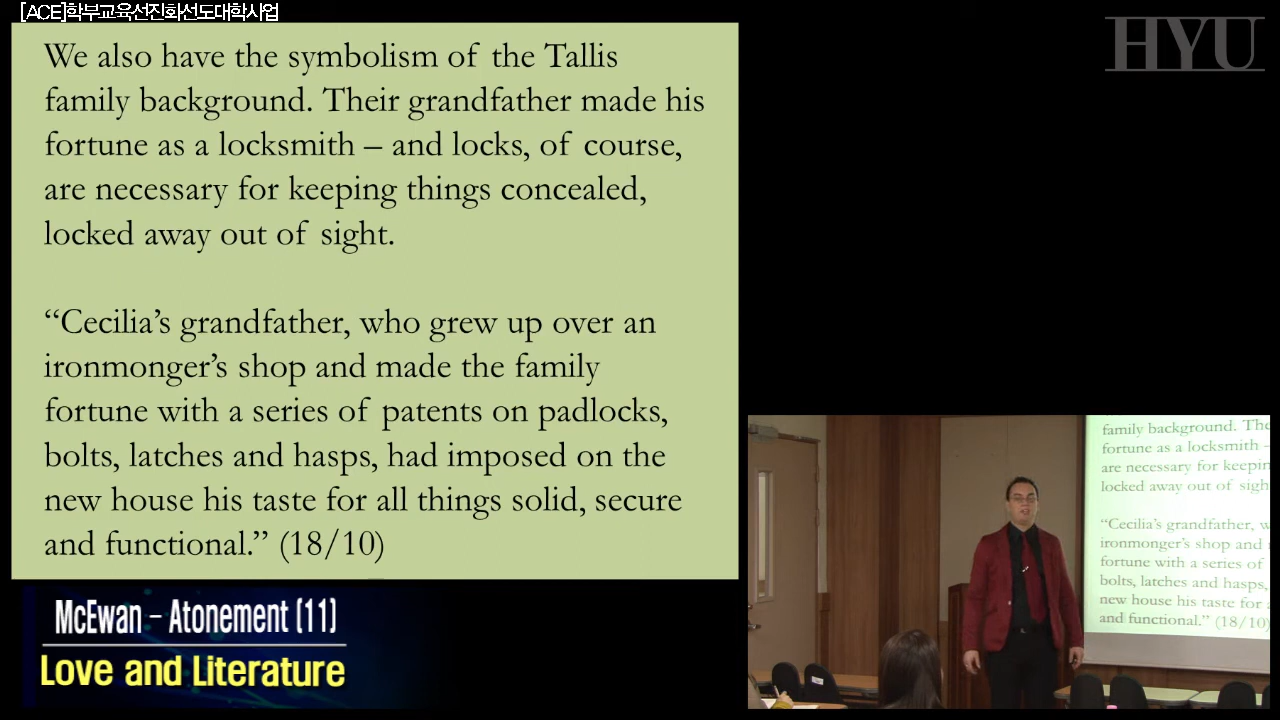 [ACE]학부교육선진화선도대학사업
HYU
We also have the symbolism of the Tallis
family background. Their grandfather made his
fortune as a locksmith – and locks, of course,
are necessary for keeping things concealed,
locked away out of sight.
“Cecilia’s grandfather, who grew up over an
ironmonger’s shop and made the family
fortune with a series of patents on padlocks,
bolts, latches and hasps, had imposed on the
new house his taste for all things solid, secure
and functional.” (18/10)
McEwan – Atonement (11)
Love and Literature
family background. The
fortune as a locksmith –
are necessary for keepin
locked away out of sigh
“Cecilia’s grandfather, w
ironmonger’s shop and
fortune with a series of
bolts, latches and hasps,
new house his taste for
and functional.” (18/10)